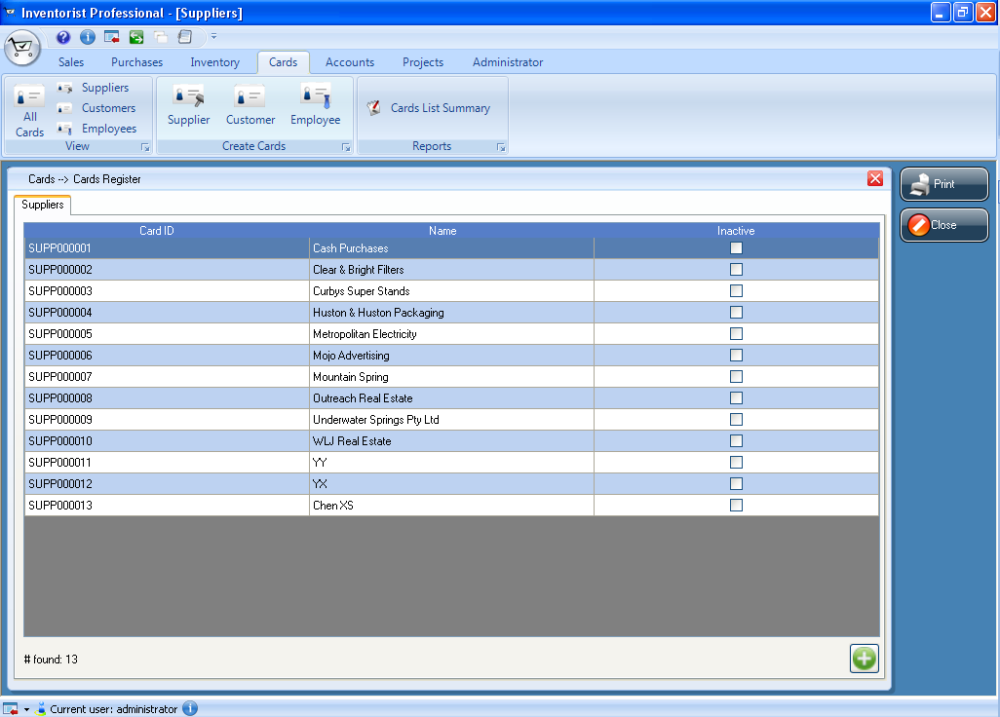 Inventorist Professional - [Suppliers]
Sales Purchases Inventory Cards Accounts Projects Administrator
All Cards
Suppliers
Customers
Employees
View
Supplier Customer Employee
Create Cards
Cards List Summary
Reports
Cards --> Cards Register
Print
Close
Suppliers
Card ID Name Inactive
SUPP000001 Cash Purchases
SUPP000002 Clear & Bright Filters
SUPP000003 Curbys Super Stands
SUPP000004 Huston & Huston Packaging
SUPP000005 Metropolitan Electricity
SUPP000006 Mojo Advertising
SUPP000007 Mountain Spring
SUPP000008 Outreach Real Estate
SUPP000009 Underwater Springs Pty Ltd
SUPP000010 WLJ Real Estate
SUPP000011 YY
SUPP000012 YX
SUPP000013 Chen XS
# found: 13
Current user: administrator